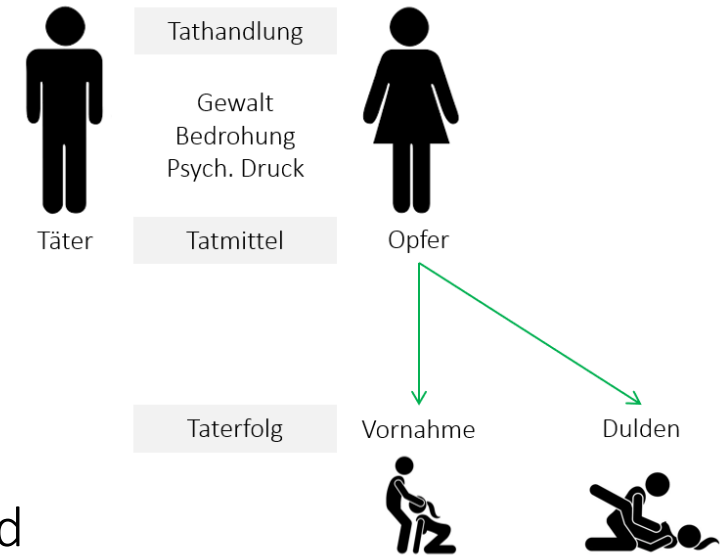 Tathandlung
Gewalt
Bedrohung
Psych. Druck
Täter
Tatmittel
Opfer
Taterfolg
Vornahme
Dulden
d